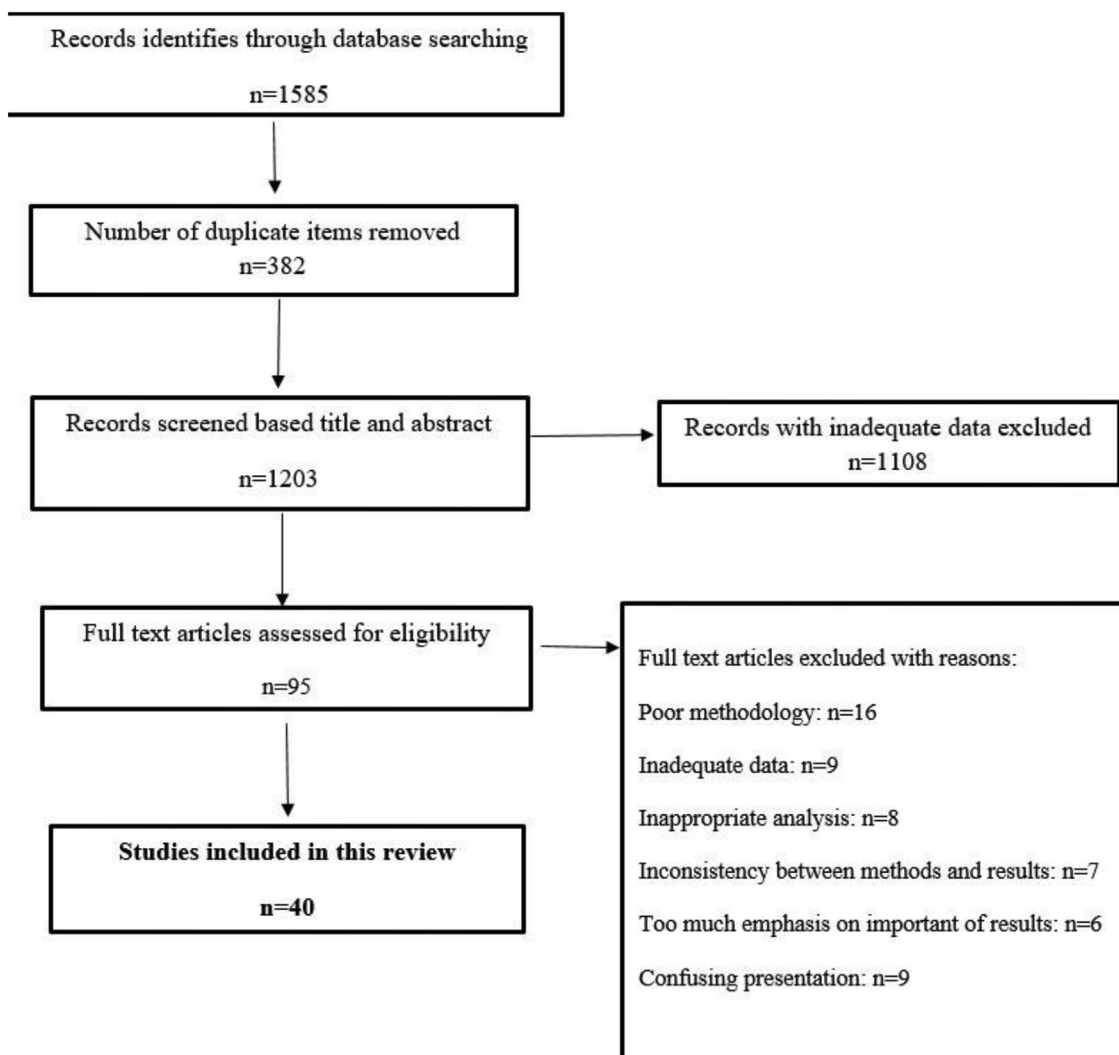 Records identifies through database searching
n=1585
Number of duplicate items removed
n=382
Records screened based title and abstract
n=1203
Records with inadequate data excluded
n=1108
Full text articles assessed for eligibility
n=95
Full text articles excluded with reasons:
Poor methodology: n=16
Inadequate data: n=9
Inappropriate analysis: n=8
Inconsistency between methods and results: n=7
Too much emphasis on important of results: n=6
Confusing presentation: n=9
Studies included in this review
n=40